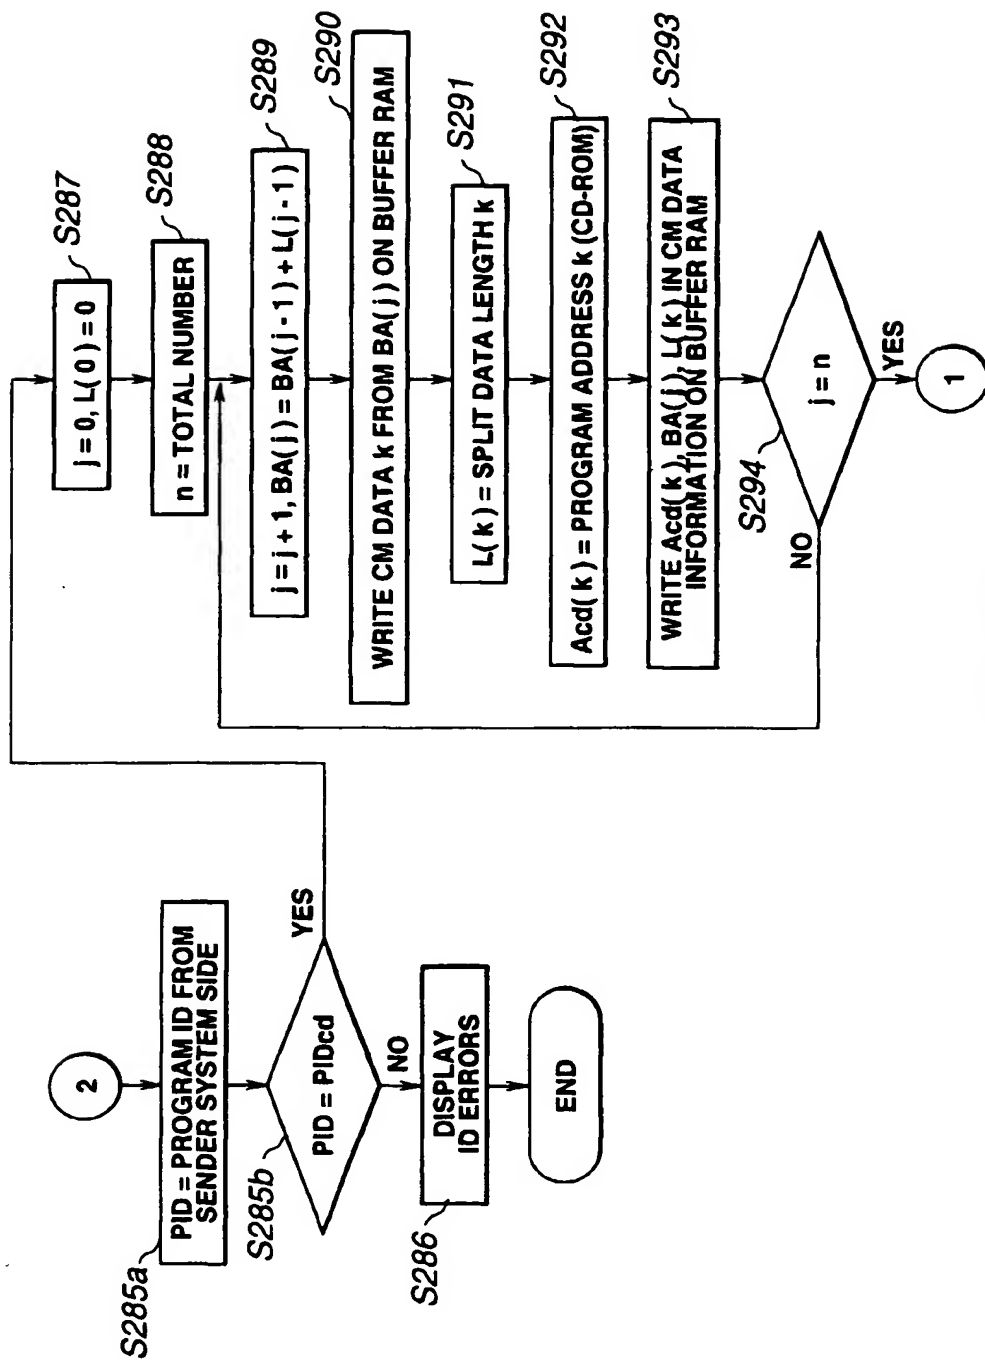 2
S285a
PID = PROGRAM ID FROM
SENDER SYSTEM SIDE
S285b
PID = PIDcd
YES
NO
S286
DISPLAY
ID ERRORS
END
S287
j = 0, L( 0 ) = 0
S288
n = TOTAL NUMBER
S289
j = j + 1, BA( j ) = BA( j - 1 ) + L( j - 1 )
S290
WRITE CM DATA k FROM BA( j ) ON BUFFER RAM
S291
L( k ) = SPLIT DATA LENGTH k
S292
Acd( k ) = PROGRAM ADDRESS k (CD-ROM)
S293
WRITE Acd( k ), BA( j ), L( k ) IN CM DATA
INFORMATION ON BUFFER RAM
S294
j = n
NO
YES
1